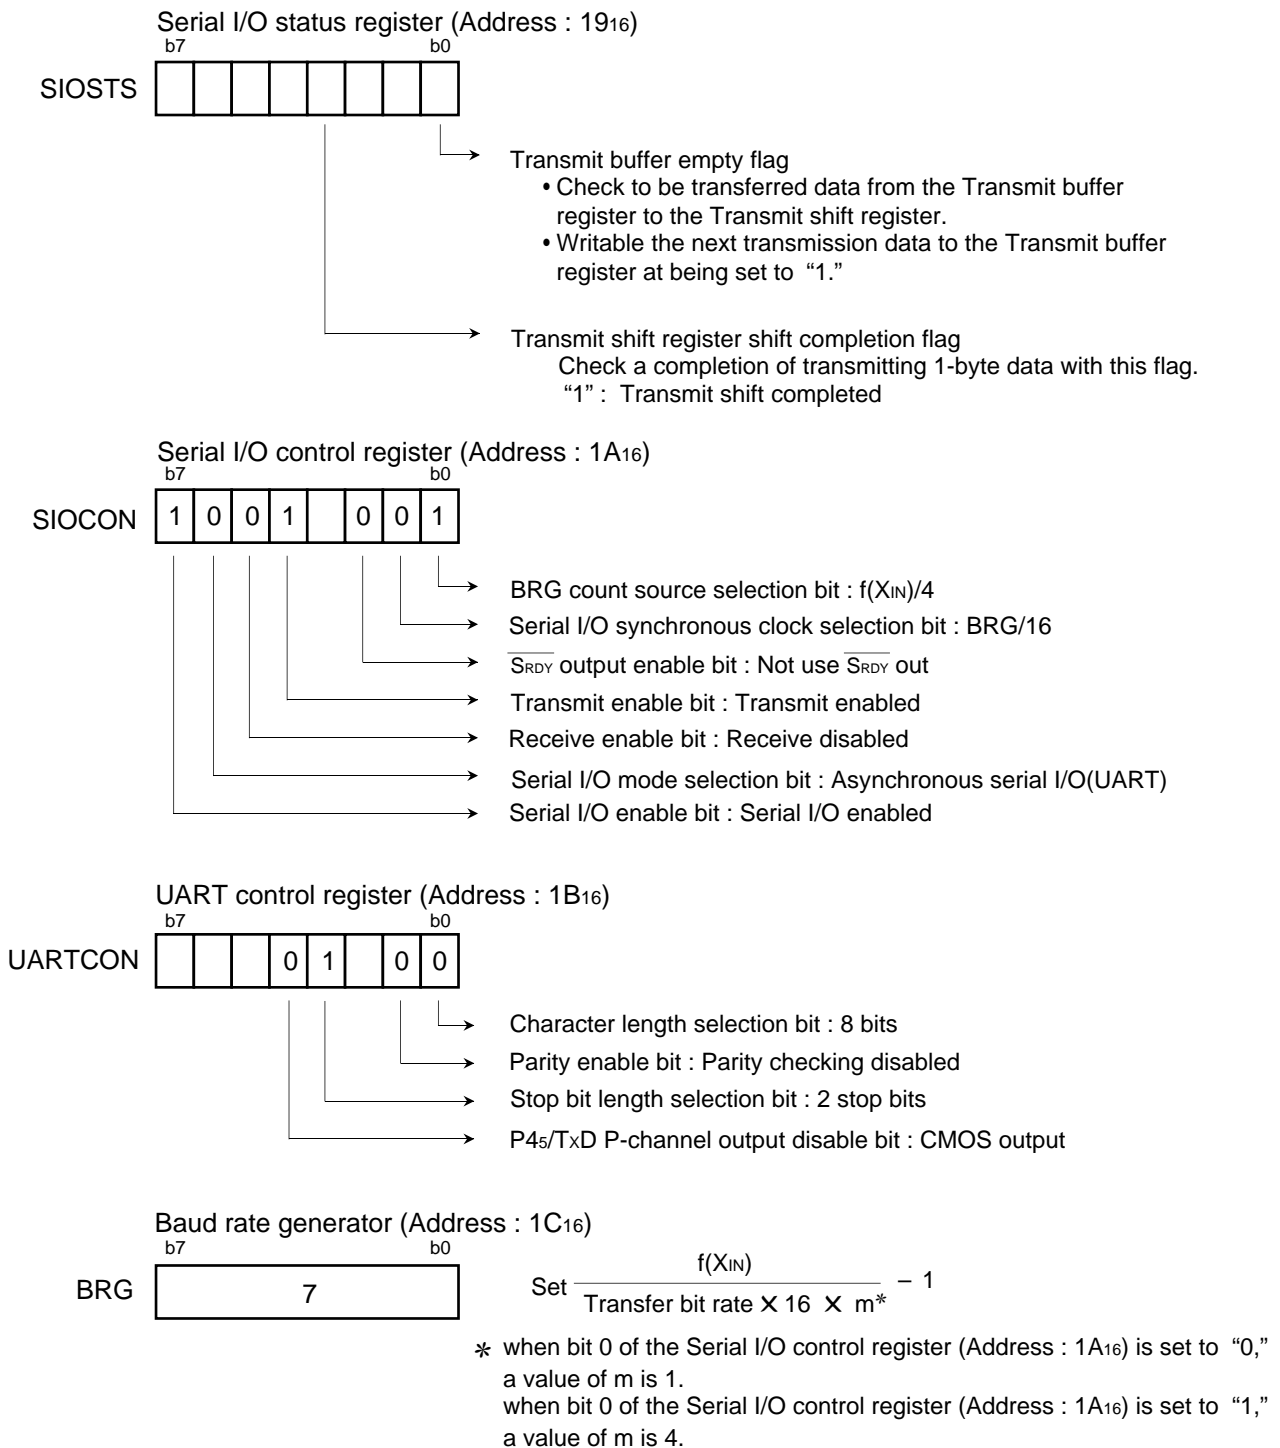 Serial I/O status register (Address : 1916)
b7 b0
SIOSTS
Transmit buffer empty flag
• Check to be transferred data from the Transmit buffer
register to the Transmit shift register.
• Writable the next transmission data to the Transmit buffer
register at being set to “1.”
Transmit shift register shift completion flag
Check a completion of transmitting 1-byte data with this flag.
“1” : Transmit shift completed
Serial I/O control register (Address : 1A16)
b7 b0
SIOCON 1 0 0 1 0 0 1
BRG count source selection bit : f(XIN)/4
Serial I/O synchronous clock selection bit : BRG/16
SRDY output enable bit : Not use SRDY out
Transmit enable bit : Transmit enabled
Receive enable bit : Receive disabled
Serial I/O mode selection bit : Asynchronous serial I/O(UART)
Serial I/O enable bit : Serial I/O enabled
UART control register (Address : 1B16)
b7 b0
UARTCON 0 1 0 0
Character length selection bit : 8 bits
Parity enable bit : Parity checking disabled
Stop bit length selection bit : 2 stop bits
P45/TxD P-channel output disable bit : CMOS output
Baud rate generator (Address : 1C16)
b7 b0
BRG 7
f(XIN)
Set – 1
Transfer bit rate × 16 × m*
* when bit 0 of the Serial I/O control register (Address : 1A16) is set to “0,”
a value of m is 1.
when bit 0 of the Serial I/O control register (Address : 1A16) is set to “1,”
a value of m is 4.